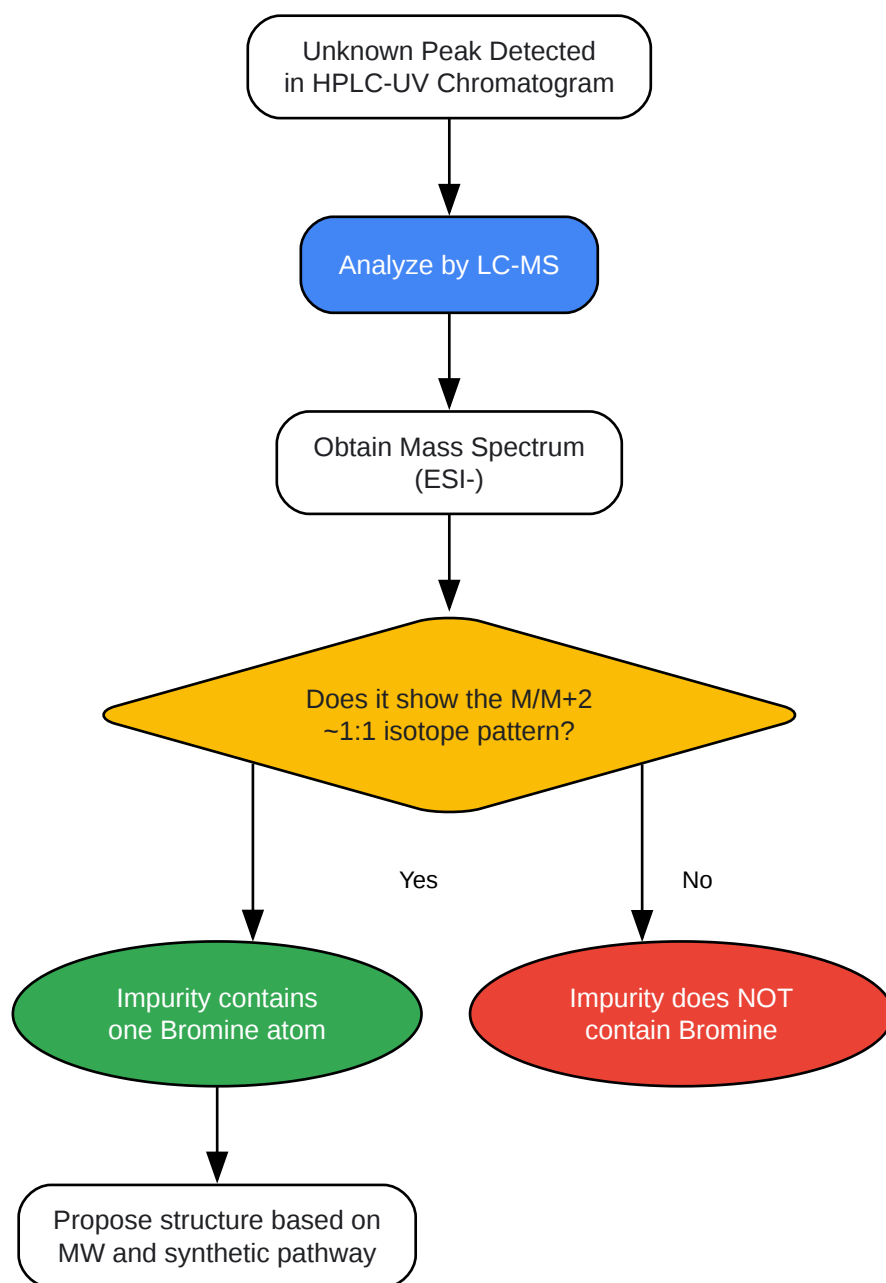 Unknown Peak Detected
in HPLC-UV Chromatogram
Analyze by LC-MS
Obtain Mass Spectrum
(ESI-)
Does it show the M/M+2
~1:1 isotope pattern?
Yes
No
Impurity contains
one Bromine atom
Impurity does NOT
contain Bromine
Propose structure based on
MW and synthetic pathway